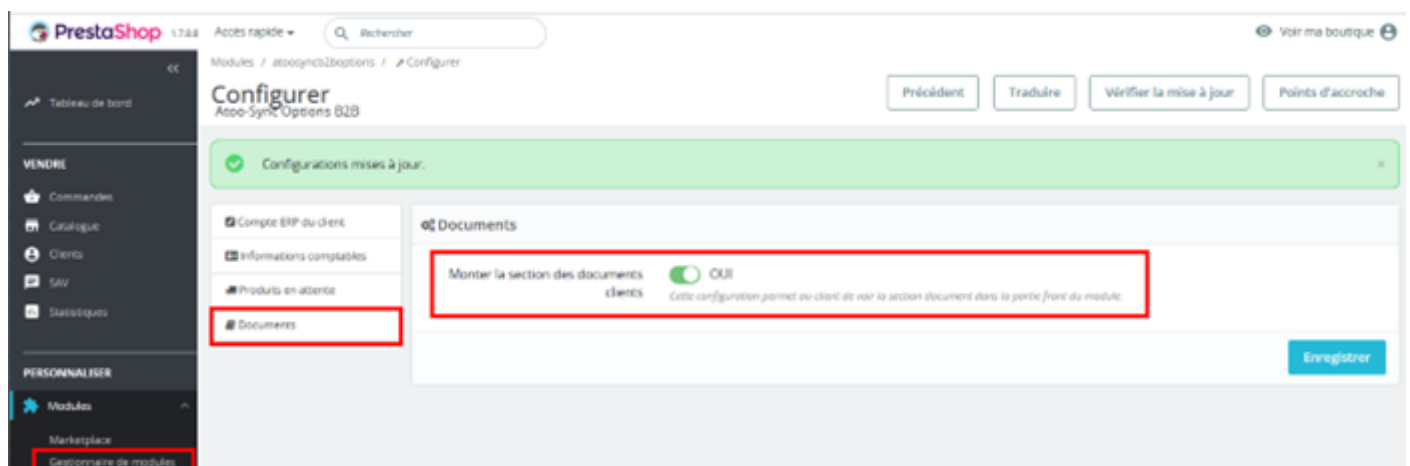 PrestaShop 1.7.8.8 Accès rapide Rechercher Voir ma boutique
Modules / atoosyncb2boptions / Configurer
Configurer
Atoo-Sync Options B2B
Précédent Traduire Vérifier la mise à jour Points d'accroche
Tableau de bord
VENDRE
Commandes
Catalogue
Clients
SAV
Statistiques
PERSONNALISER
Modules
Marketplace
Gestionnaire de modules
Configurations mises à jour.
Compte ERP du client
Informations comptables
Produits en attente
Documents
Documents
Monter la section des documents
clients
OUI
Cette configuration permet au client de voir la section document dans la partie front du module.
Enregistrer